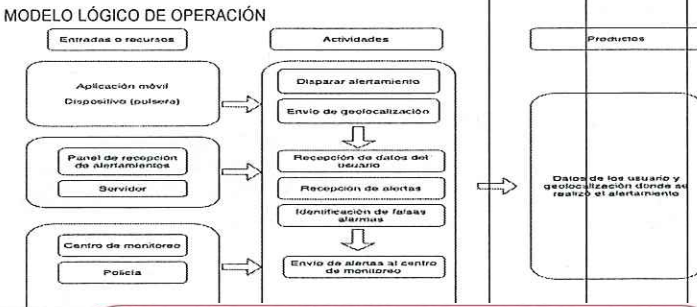 MODELO LÓGICO DE OPERACIÓN
Entradas o recursos
Actividades
Productos
Aplicación móvil
Dispositivo (pulsera)
Disparar alertamiento
Envío de geolocalización
Panel de recepción
de alertamientos
Servidor
Recepción de datos del
usuario
Recepción de alertas
Identificación de falsas
alarmas
Datos de los usuario y
geolocalización donde se
realizó el alertamiento
Centro de monitoreo
Policía
Envío de alertas al centro
de monitoreo